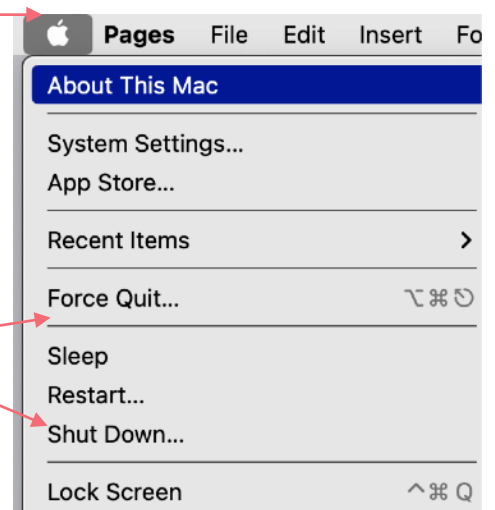 Pages File Edit Insert Fo
About This Mac
System Settings...
App Store...
Recent Items
Force Quit... ⌥⌘⎋
Sleep
Restart...
Shut Down...
Lock Screen ^⌘Q